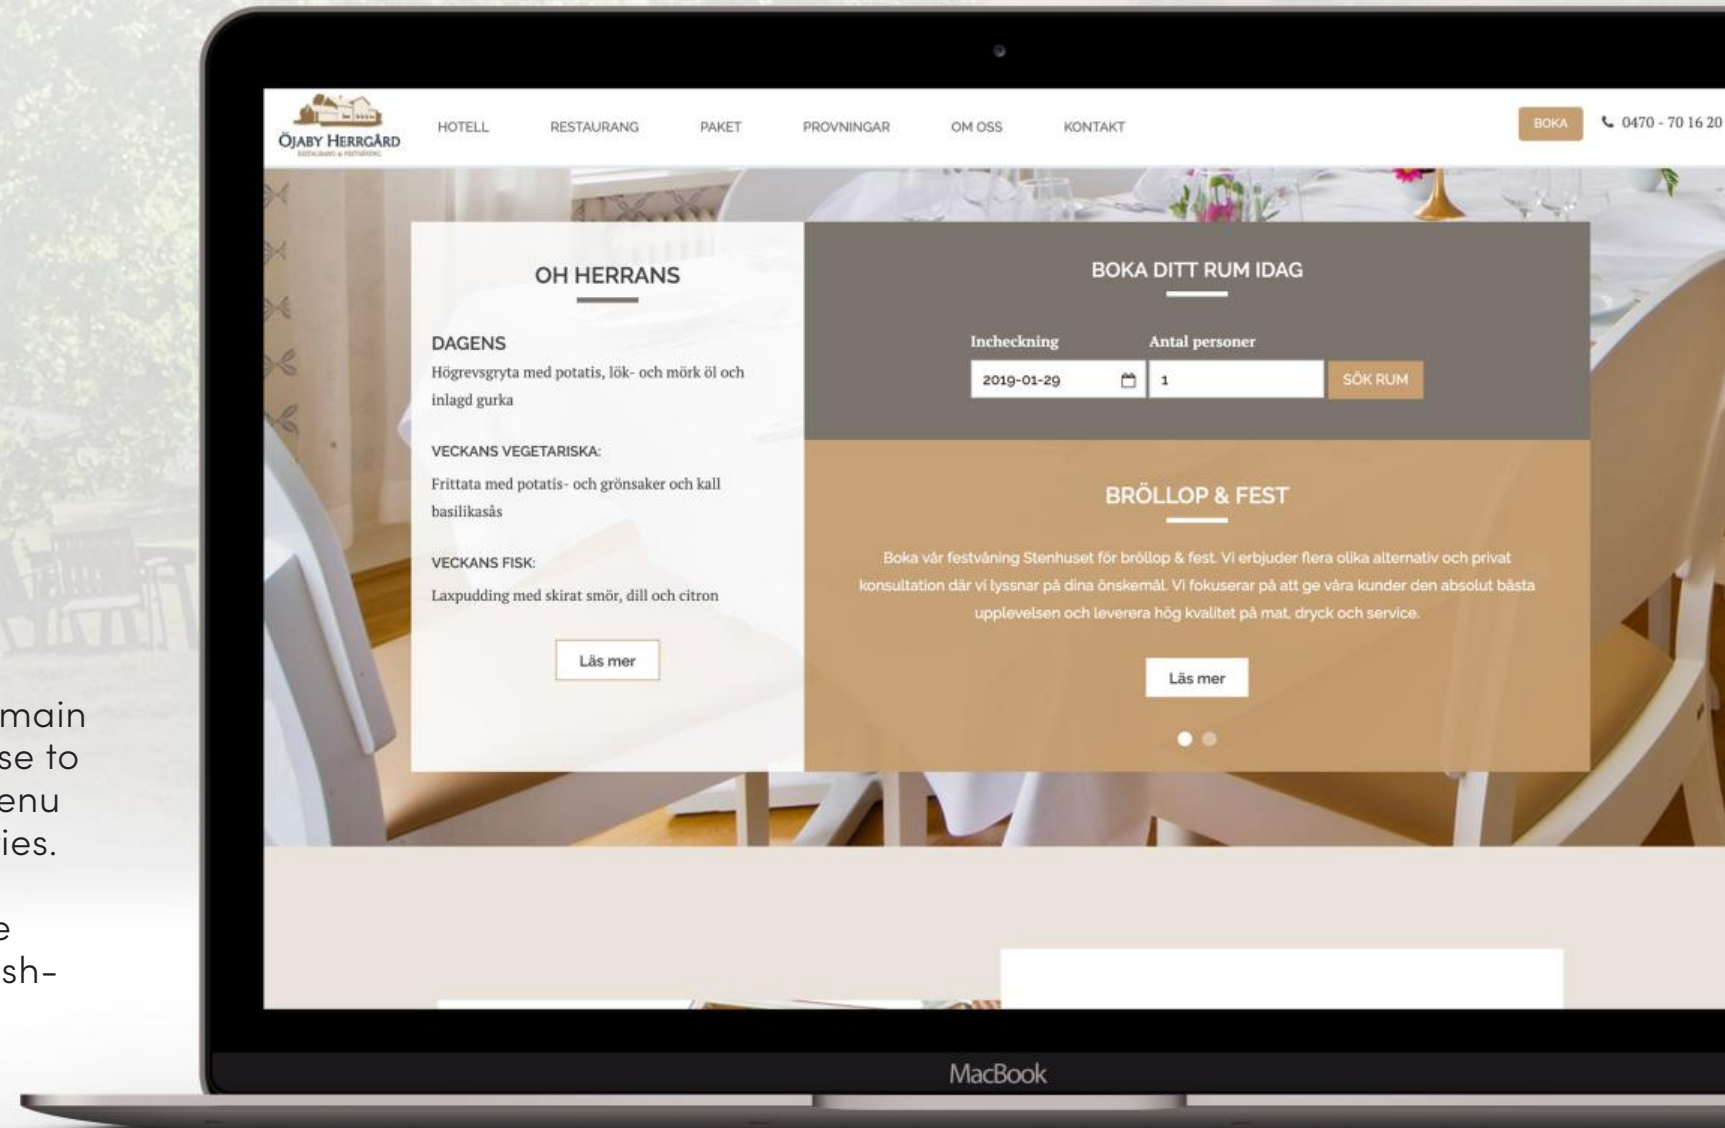 ÖJABY HERRGÅRD
RESTAURANG & FESTVÅNING
HOTELL
RESTAURANG
PAKET
PROVNINGAR
OM OSS
KONTAKT
BOKA
0470 - 70 16 20
OH HERRANS
DAGENS
Högrevsgryta med potatis, lök- och mörk öl och
inlagd gurka
VECKANS VEGETARISKA:
Frittata med potatis- och grönsaker och kall
basilikasås
VECKANS FISK:
Laxpudding med skirat smör, dill och citron
Läs mer
BOKA DITT RUM IDAG
Incheckning
Antal personer
2019-01-29
1
SÖK RUM
BRÖLLOP & FEST
Boka vår festvåning Stenhuset för bröllop & fest. Vi erbjuder flera olika alternativ och privat
konsultation där vi lyssnar på dina önskemål. Vi fokuserar på att ge våra kunder den absolut bästa
upplevelsen och leverera hög kvalitet på mat, dryck och service.
Läs mer
main
se to
enu
ies.
e
sh-
MacBook